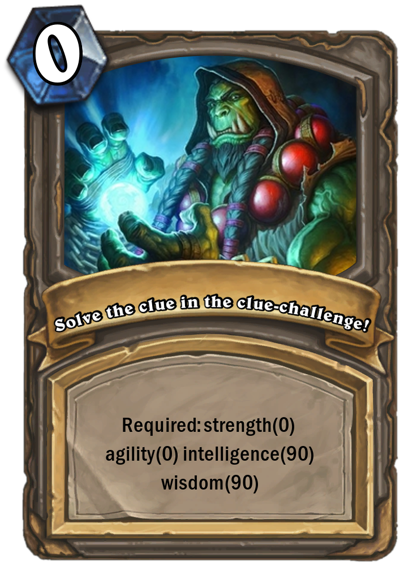 0
Solve the clue in the clue-challenge!
Required: strength(0)
agility(0) intelligence(90)
wisdom(90)